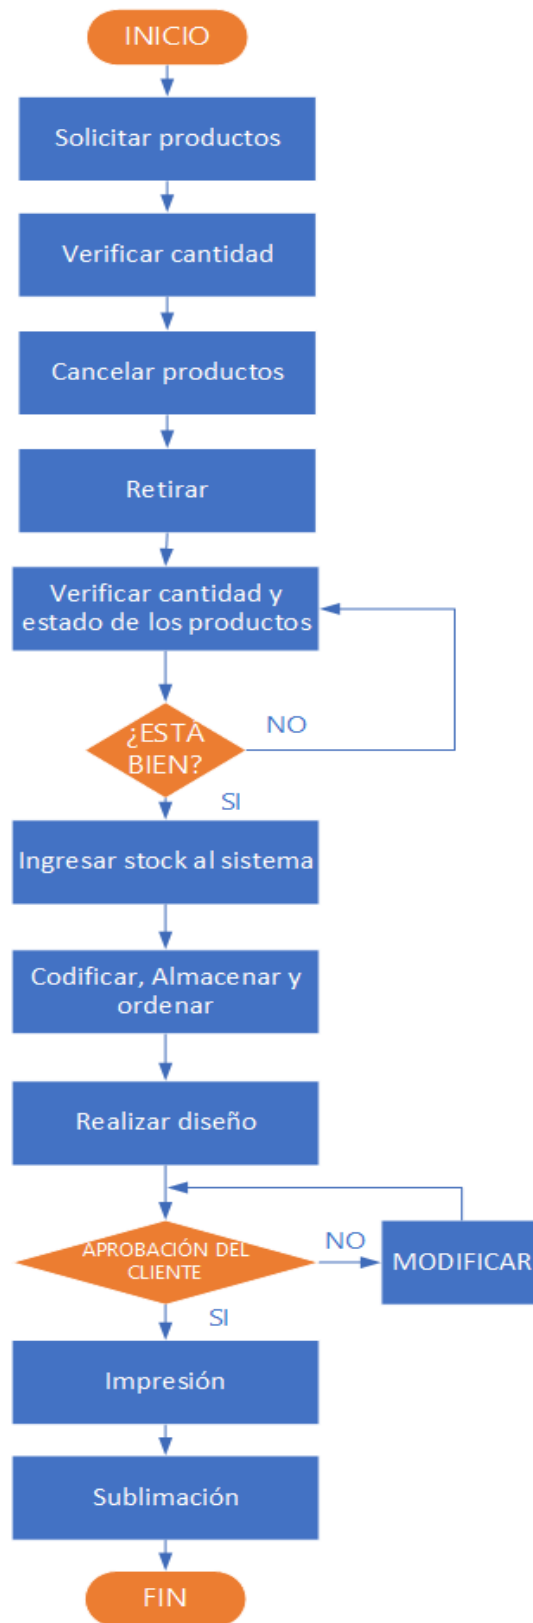 INICIO
Solicitar productos
Verificar cantidad
Cancelar productos
Retirar
Verificar cantidad y
estado de los productos
¿ESTÁ
BIEN?
NO
SI
Ingresar stock al sistema
Codificar, Almacenar y
ordenar
Realizar diseño
APROBACIÓN DEL
CLIENTE
NO
MODIFICAR
SI
Impresión
Sublimación
FIN